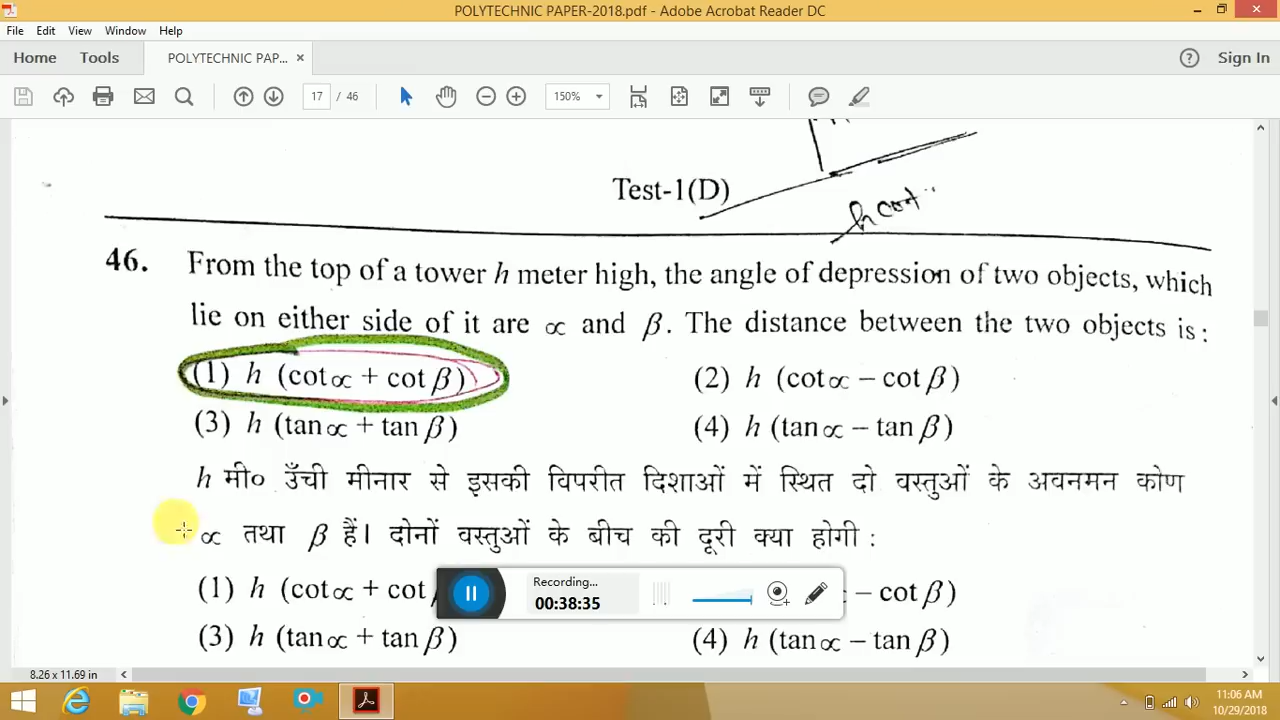 POLYTECHNIC PAPER-2018.pdf - Adobe Acrobat Reader DC
File Edit View Window Help
Home Tools POLYTECHNIC PAP... × Sign In
17 / 46 150%
Test-1(D)
h cot
46. From the top of a tower h meter high, the angle of depression of two objects, which
lie on either side of it are ∝ and β. The distance between the two objects is :
(1) h (cot∝ + cot β) (2) h (cot∝ − cot β)
(3) h (tan∝ + tan β) (4) h (tan∝ − tan β)
h मी० उँची मीनार से इसकी विपरीत दिशाओं में स्थित दो वस्तुओं के अवनमन कोण
∝ तथा β हैं। दोनों वस्तुओं के बीच की दूरी क्या होगी :
(1) h (cot∝ + cot − cot β)
(3) h (tan∝ + tan β) (4) h (tan∝ − tan β)
Recording...
00:38:35
8.26 x 11.69 in
11:06 AM
10/29/2018